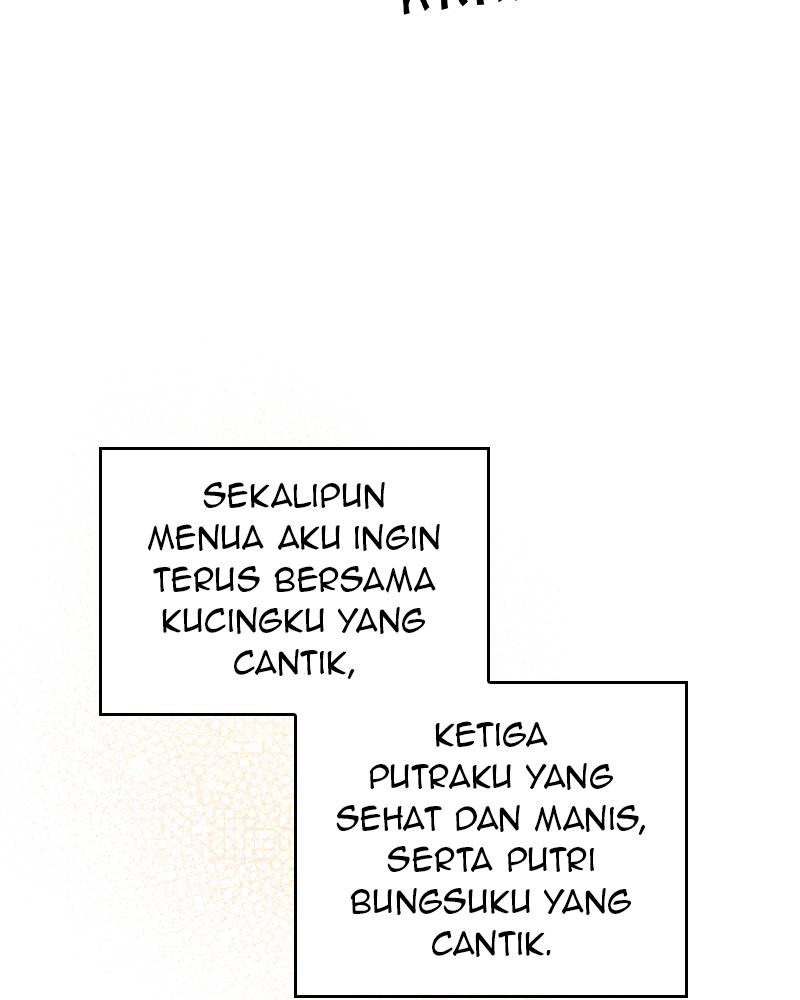 SEKALIPUN
MENUA AKU INGIN
TERUS BERSAMA
KUCINGKU YANG
CANTIK,
KETIGA
PUTRAKU YANG
SEHAT DAN MANIS,
SERTA PUTRI
BUNGSUKU YANG
CANTIK.